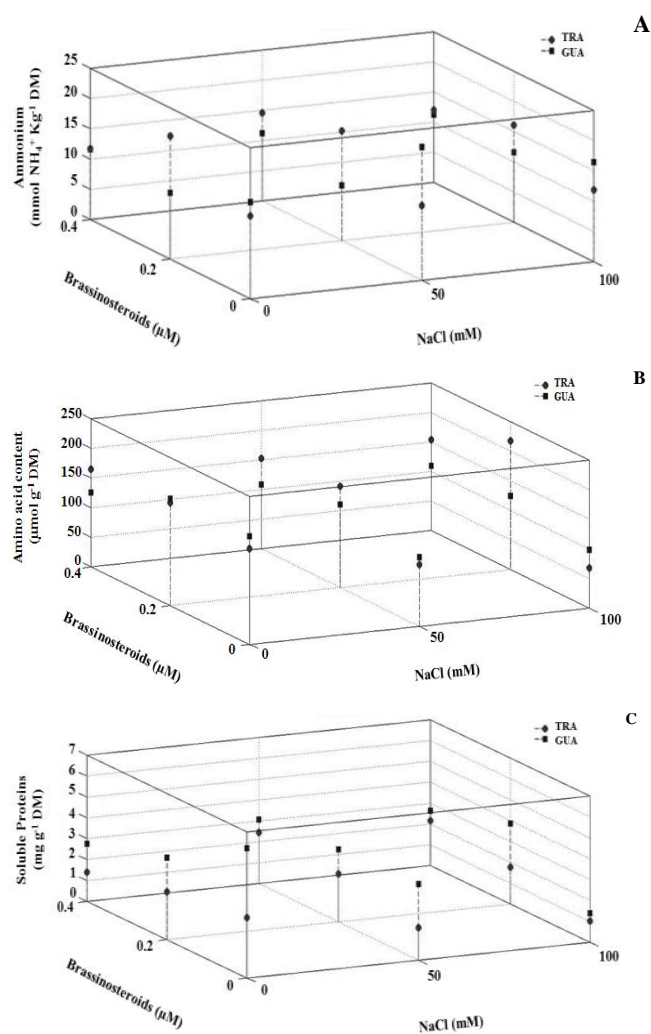 A
TRA
GUA
Ammonium
(mmol NH₄⁺ Kg⁻¹ DM)
25
20
15
10
5
0
0.4
0.2
0
Brassinosteroids (µM)
0
50
100
NaCl (mM)
B
TRA
GUA
Amino acid content
(µmol g⁻¹ DM)
250
200
150
100
50
0
0.4
0.2
0
Brassinosteroids (µM)
0
50
100
NaCl (mM)
C
TRA
GUA
Soluble Proteins
(mg g⁻¹ DM)
7
6
5
4
3
2
1
0
0.4
0.2
0
Brassinosteroids (µM)
0
50
100
NaCl (mM)